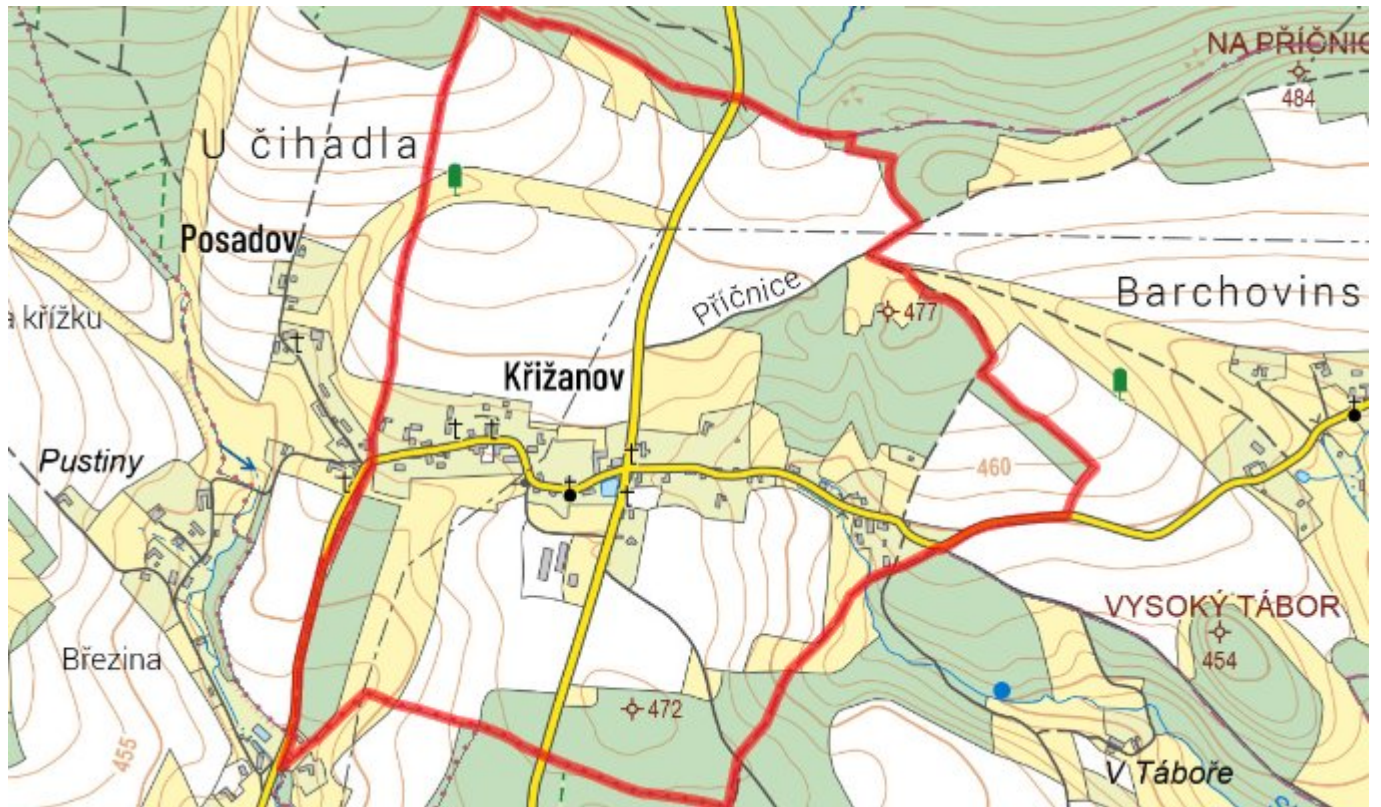 NA PŘÍČNIC
484
U čihadla
Posadov
Příčnice
Barchovins
477
a křížku
Křižanov
Pustiny
460
VYSOKÝ TÁBOR
454
Březina
472
455
V Táboře